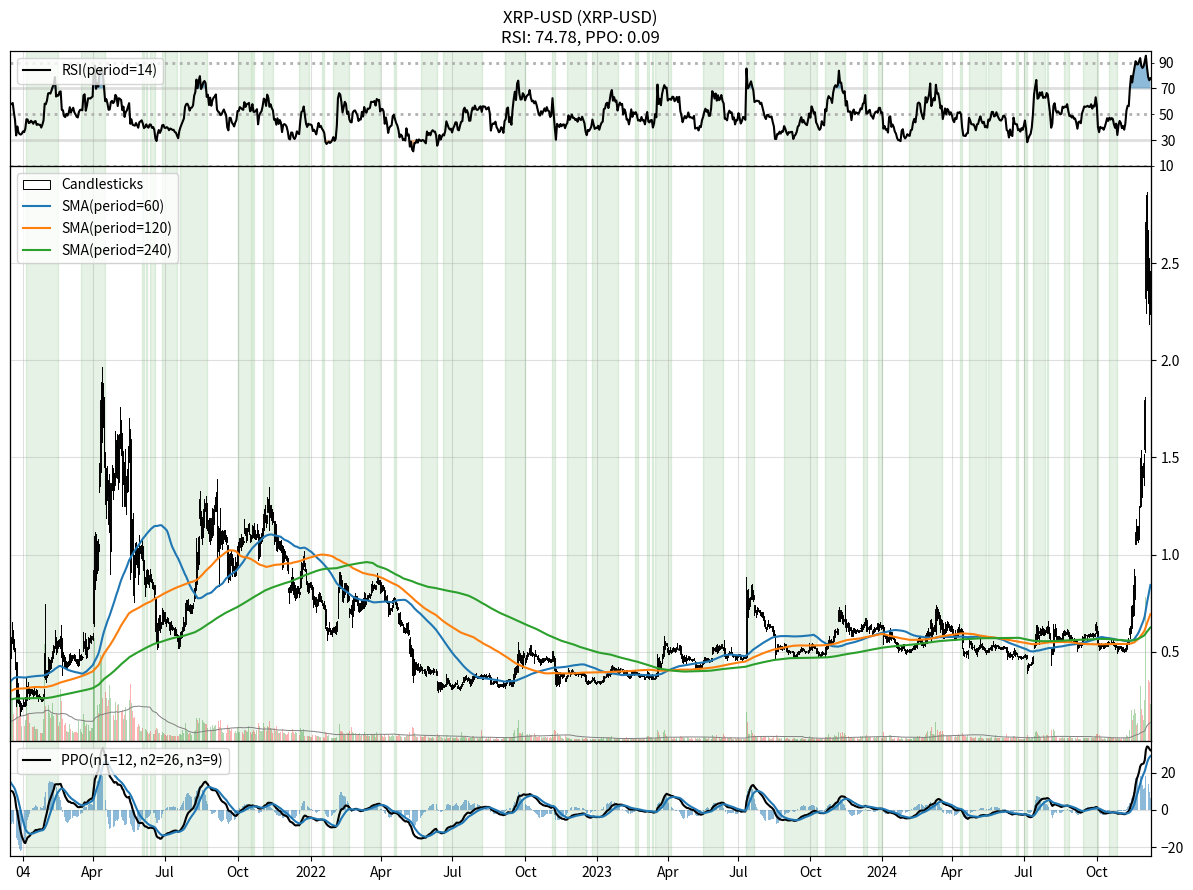 XRP-USD (XRP-USD)
RSI: 74.78, PPO: 0.09
RSI(period=14)
90
70
50
30
10
Candlesticks
SMA(period=60)
SMA(period=120)
SMA(period=240)
2.5
2.0
1.5
1.0
0.5
PPO(n1=12, n2=26, n3=9)
20
0
−20
04 Apr Jul Oct 2022 Apr Jul Oct 2023 Apr Jul Oct 2024 Apr Jul Oct